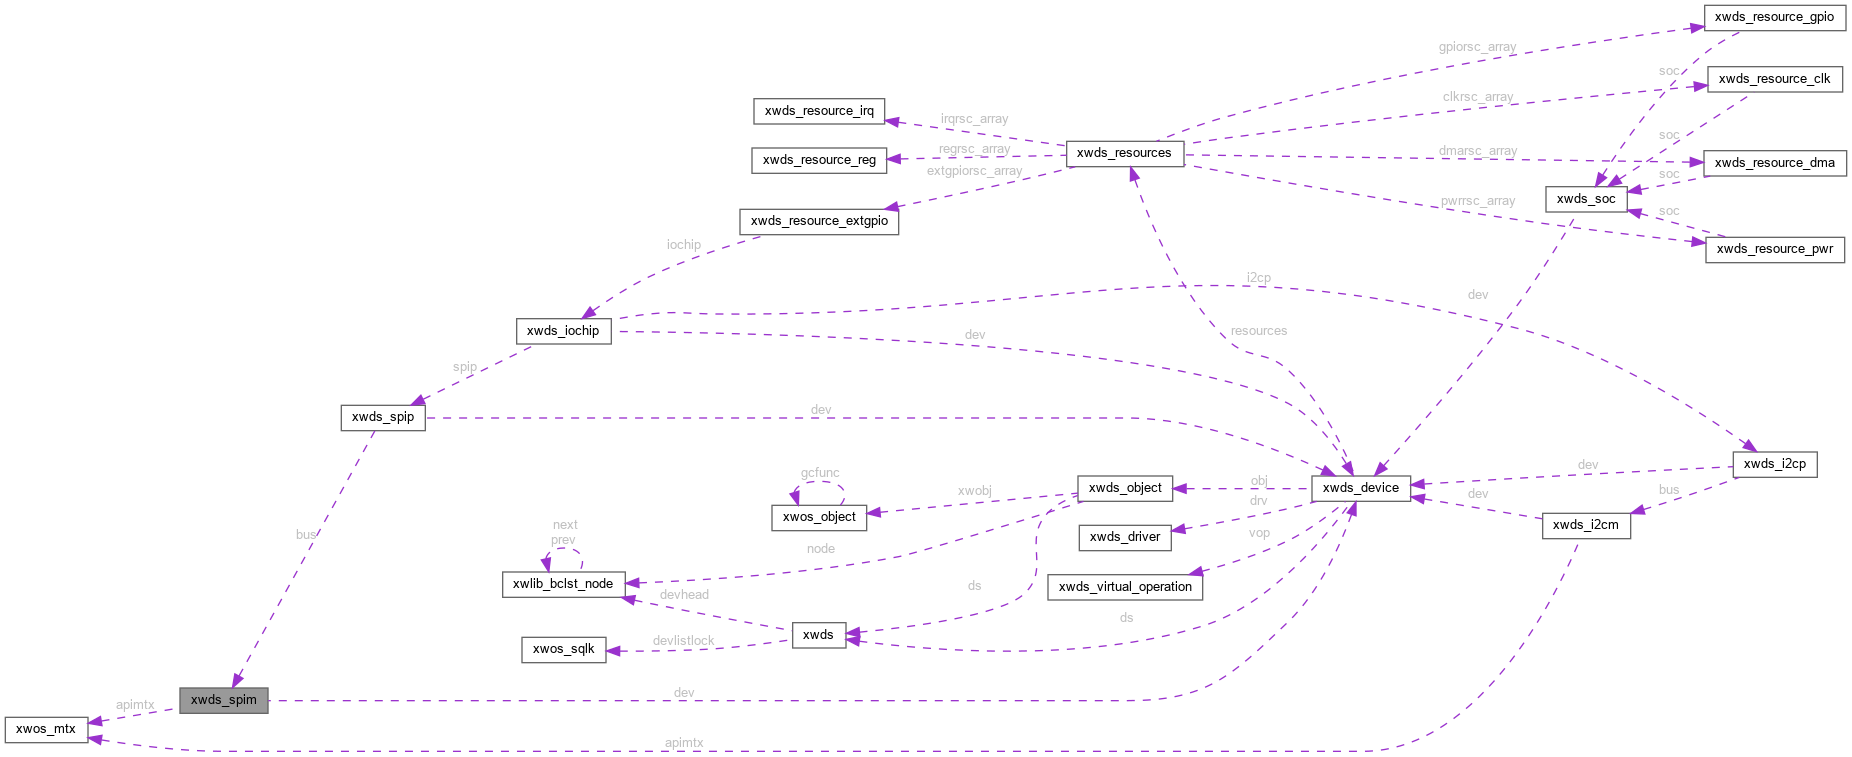 xwds_resource_gpio
gpiorsc_array
soc
xwds_resource_clk
clkrsc_array
xwds_resource_irq
irqrsc_array
soc
regrsc_array
xwds_resources
dmarsc_array
xwds_resource_reg
xwds_resource_dma
extgpiorsc_array
soc
pwrrsc_array
xwds_soc
soc
xwds_resource_extgpio
iochip
xwds_resource_pwr
i2cp
dev
xwds_iochip
dev
resources
spip
xwds_spip
dev
xwds_i2cp
gcfunc
dev
xwobj
xwds_object
obj
xwds_device
bus
drv
dev
xwos_object
next
prev
xwds_driver
vop
xwds_i2cm
bus
node
xwlib_bclst_node
ds
xwds_virtual_operation
devhead
ds
xwds
devlistlock
xwos_sqlk
xwds_spim
dev
apimtx
xwos_mtx
apimtx